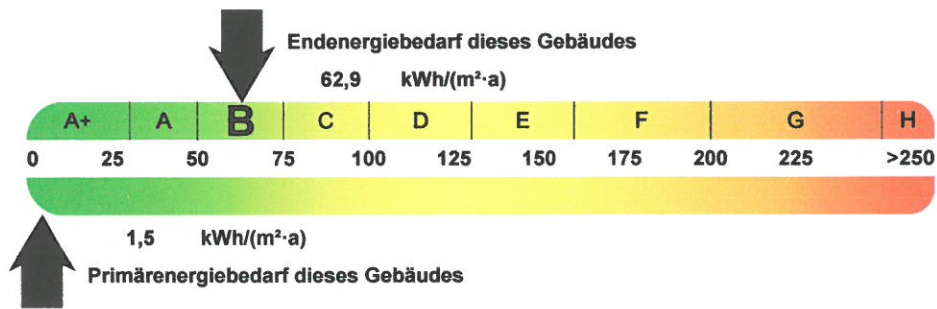 Endenergiebedarf dieses Gebäudes
62,9 kWh/(m²·a)
A+ A B C D E F G H
0 25 50 75 100 125 150 175 200 225 >250
1,5 kWh/(m²·a)
Primärenergiebedarf dieses Gebäudes